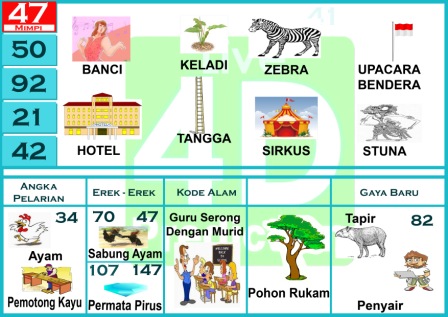 47
Mimpi
50
92
21
42
BANCI
KELADI
ZEBRA
UPACARA
BENDERA
HOTEL
TANGGA
SIRKUS
STUNA
Angka
Pelarian
Erek - Erek
Kode Alam
Gaya Baru
34
Ayam
Pemotong Kayu
70 47
Sabung Ayam
107 147
Permata Pirus
Guru Serong
Dengan Murid
Pohon Rukam
Tapir
82
Penyair
4D